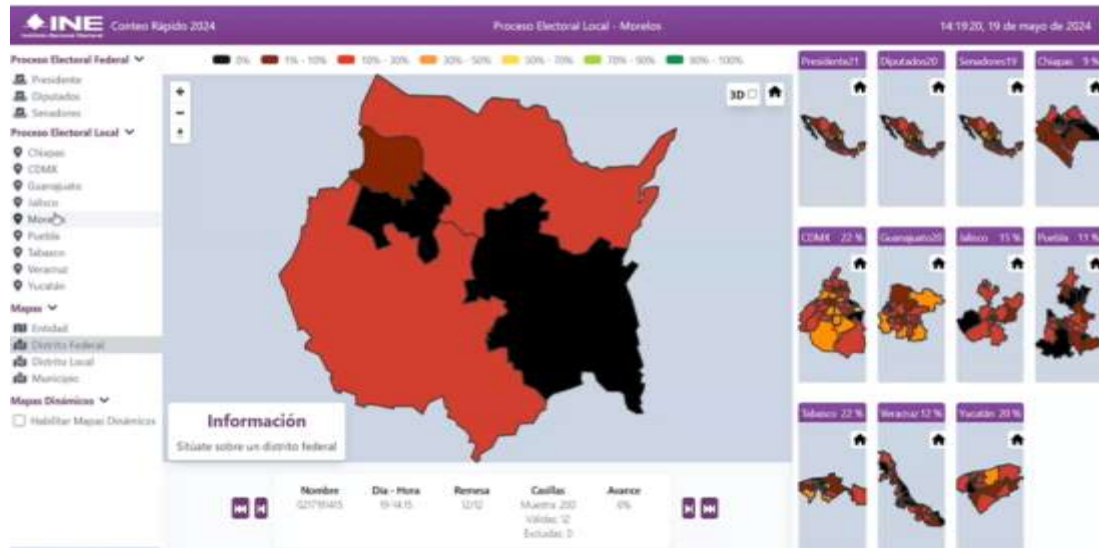 INE
Instituto Nacional Electoral
Conteo Rápido 2024
Proceso Electoral Local - Morelos
14:19:20, 19 de mayo de 2024
Proceso Electoral Federal
Presidente
Diputados
Senadores
Proceso Electoral Local
Chiapas
CDMX
Guanajuato
Jalisco
Morelos
Puebla
Tabasco
Veracruz
Yucatán
Mapas
Entidad
Distrito Federal
Distrito Local
Municipio
Mapas Dinámicos
Habilitar Mapas Dinámicos
0% 1% - 10% 10% - 30% 30% - 50% 50% - 70% 70% - 90% 90% - 100%
+
-
3D
Información
Sitúate sobre un distrito federal
Nombre Día - Hora Remesa Casillas Avance
19-14:15 12/12 Muestra: 200 6%
Válidas: 12
Excluidas: 0
Presidente21 Diputados20 Senadores19 Chiapas 9 %
CDMX 22 % Guanajuato20 Jalisco 15 % Puebla 11 %
Tabasco 22 % Veracruz 12 % Yucatán 20 %